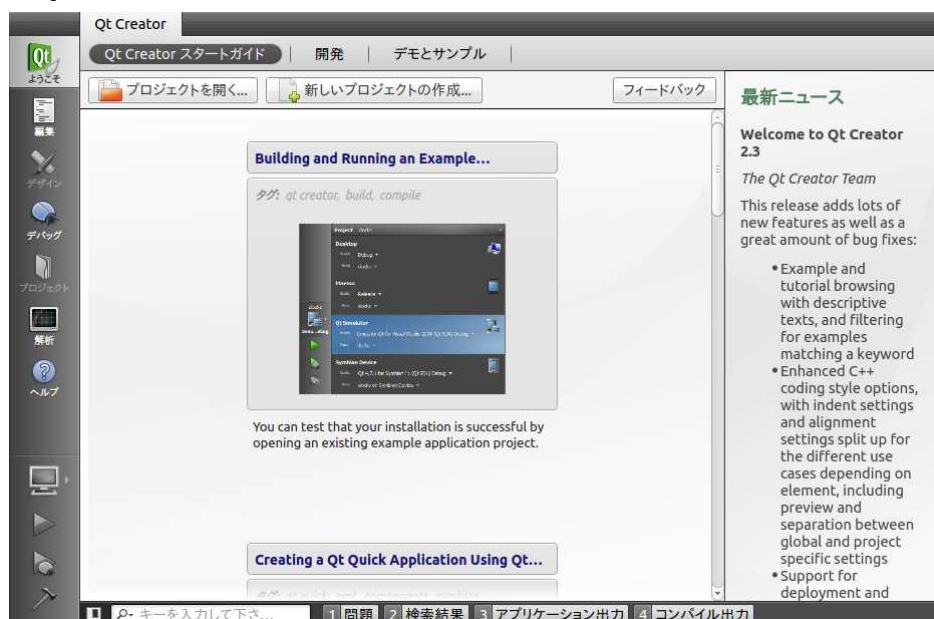 Qt Creator
Qt Creator スタートガイド
開発
デモとサンプル
Qt
ようこそ
編集
デザイン
デバッグ
プロジェクト
解析
ヘルプ
プロジェクトを開く...
新しいプロジェクトの作成...
フィードバック
Building and Running an Example...
タグ: qt creator, build, compile
Project
Desktop
Debug
Maemo
Release
Qt Simulator
Symbian Device
You can test that your installation is successful by
opening an existing example application project.
Creating a Qt Quick Application Using Qt...
最新ニュース
Welcome to Qt Creator
2.3
The Qt Creator Team
This release adds lots of
new features as well as a
great amount of bug fixes:
•Example and
tutorial browsing
with descriptive
texts, and filtering
for examples
matching a keyword
•Enhanced C++
coding style options,
with indent settings
and alignment
settings split up for
the different use
cases depending on
element, including
preview and
separation between
global and project
specific settings
•Support for
deployment and
キーを入力して下さ...
1 問題 2 検索結果 3 アプリケーション出力 4 コンパイル出力